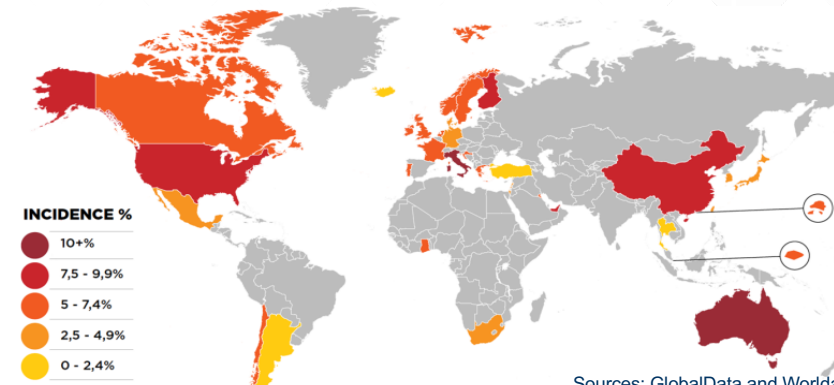 INCIDENCE %
10+%
7,5 - 9,9%
5 - 7,4%
2,5 - 4,9%
0 - 2,4%
Sources: GlobalData and Worlda